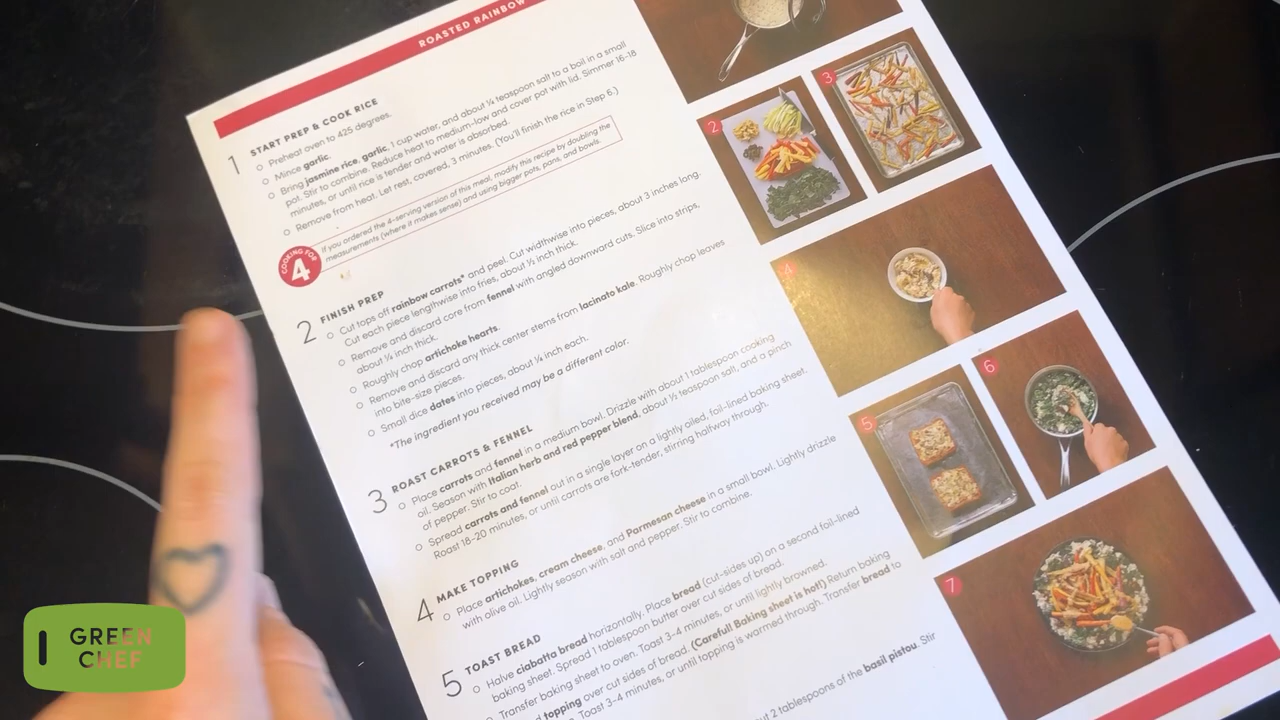 ROASTED RAINBOW
1 START PREP & COOK RICE
Preheat oven to 425 degrees.
Mince garlic.
Bring jasmine rice, garlic, 1 cup water, and about ¼ teaspoon salt to a boil in a small
pot. Stir to combine. Reduce heat to medium-low and cover pot with lid. Simmer 16-18
minutes, or until rice is tender and water is absorbed.
Remove from heat. Let rest, covered, 3 minutes. (You'll finish the rice in Step 6.)
COOKING FOR
4
If you ordered the 4-serving version of this meal, modify this recipe by doubling the
measurements (where it makes sense) and using bigger pots, pans, and bowls.
2 FINISH PREP
Cut tops off rainbow carrots* and peel. Cut widthwise into pieces, about 3 inches long.
Cut each piece lengthwise into fries, about ⅓ inch thick.
Remove and discard core from fennel with angled downward cuts. Slice into strips,
about ¼ inch thick.
Roughly chop artichoke hearts.
Remove and discard any thick center stems from lacinato kale. Roughly chop leaves
into bite-size pieces.
Small dice dates into pieces, about ¼ inch each.
*The ingredient you received may be a different color.
3 ROAST CARROTS & FENNEL
Place carrots and fennel in a medium bowl. Drizzle with about 1 tablespoon cooking
oil. Season with Italian herb and red pepper blend, about ½ teaspoon salt, and a pinch
of pepper. Stir to coat.
Spread carrots and fennel out in a single layer on a lightly oiled, foil-lined baking sheet.
Roast 18-20 minutes, or until carrots are fork-tender, stirring halfway through.
4 MAKE TOPPING
Place artichokes, cream cheese, and Parmesan cheese in a small bowl. Lightly drizzle
with olive oil. Lightly season with salt and pepper. Stir to combine.
5 TOAST BREAD
Halve ciabatta bread horizontally. Place bread (cut-sides up) on a second foil-lined
baking sheet. Spread 1 tablespoon butter over cut sides of bread.
Transfer baking sheet to oven. Toast 3-4 minutes, or until lightly browned.
topping over cut sides of bread. (Careful! Baking sheet is hot!) Return baking
Toast 3-4 minutes, or until topping is warmed through. Transfer bread to
2 tablespoons of the basil pistou. Stir
2
3
4
5
6
7
GREEN
CHEF